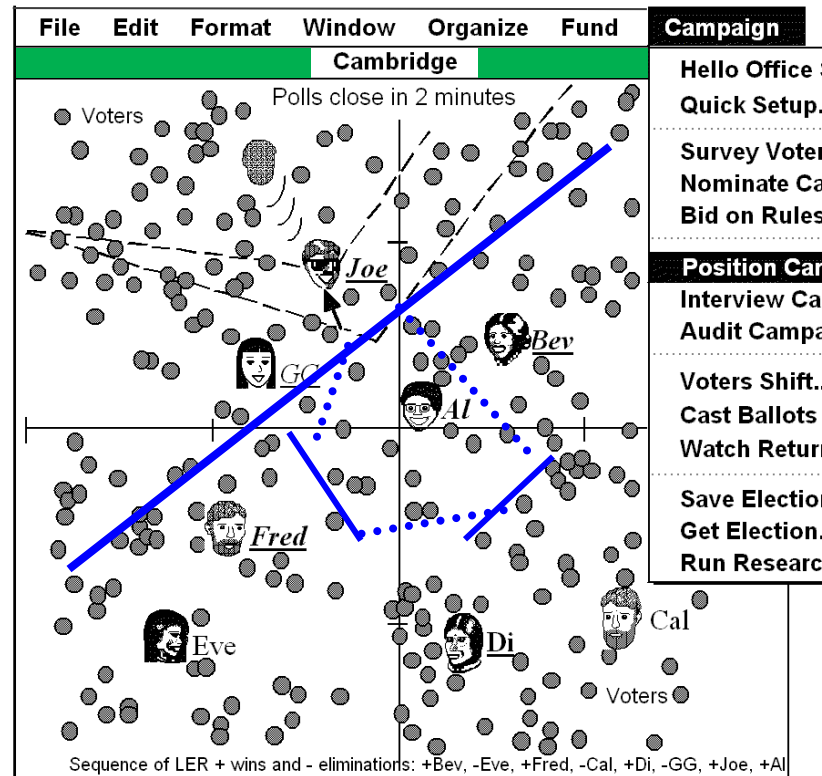 File Edit Format Window Organize Fund Campaign
Cambridge
Polls close in 2 minutes
Voters
Hello Office S
Quick Setup.
Survey Voter
Nominate Ca
Bid on Rules
Position Can
Interview Ca
Audit Campa
Voters Shift..
Cast Ballots
Watch Return
Save Election
Get Election.
Run Researc
Joe
Bev
GG
Al
Fred
Eve
Di
Cal
Voters
Sequence of LER + wins and - eliminations: +Bev, -Eve, +Fred, -Cal, +Di, -GG, +Joe, +Al